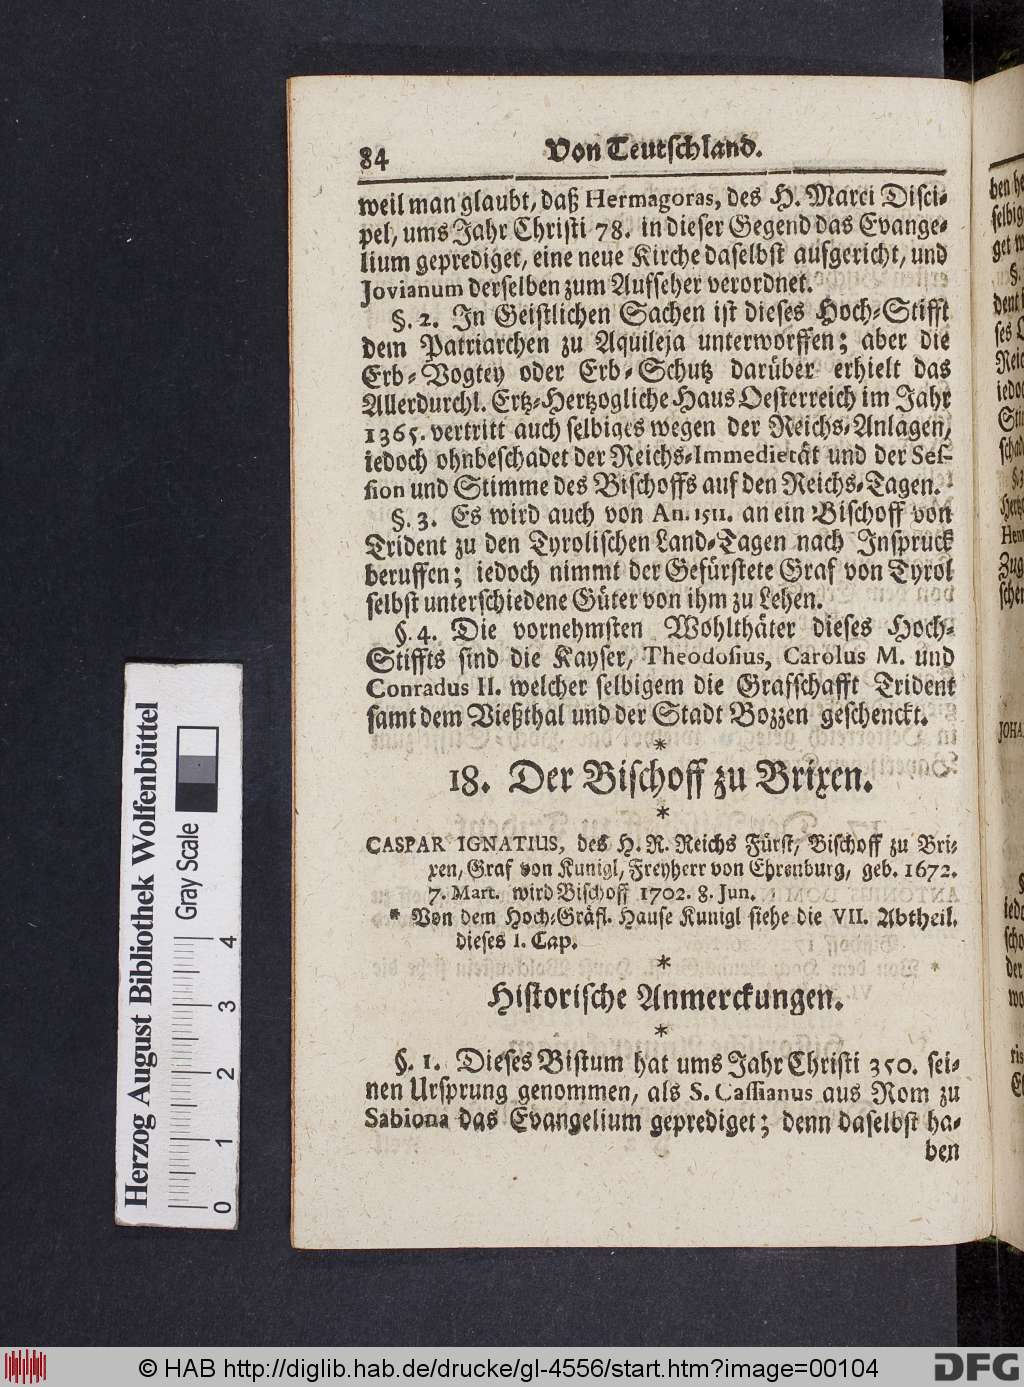 84 Von Teutschland.
weil man glaubt, daß Hermagoras, des H. Marci Disci-
pel, ums Jahr Christi 78. in dieser Gegend das Evange-
lium geprediget, eine neue Kirche daselbst aufgericht, und
Jovianum derselben zum Aufseher verordnet.
§. 2. In Geistlichen Sachen ist dieses Hoch-Stifft
dem Patriarchen zu Aquileja unterworffen; aber die
Erb-Vogtey oder Erb-Schutz darüber erhielt das
Allerdurchl. Ertz-Hertzogliche Haus Oesterreich im Jahr
1365. vertritt auch selbiges wegen der Reichs-Anlagen,
iedoch ohnbeschadet der Reichs-Immedietät und der Ses-
sion und Stimme des Bischoffs auf den Reichs-Tagen.
§. 3. Es wird auch von An. 1511. an ein Bischoff von
Trident zu den Tyrolischen Land-Tagen nach Inspruck
beruffen; iedoch nimmt der Gefürstete Graf von Tyrol
selbst unterschiedene Güter von ihm zu Lehen.
§. 4. Die vornehmsten Wohlthäter dieses Hoch-
Stiffts sind die Kayser, Theodosius, Carolus M. und
Conradus II. welcher selbigem die Grafschafft Trident
samt dem Vießthal und der Stadt Bozzen geschenckt.
*
18. Der Bischoff zu Brixen.
*
CASPAR IGNATIUS, des H. R. Reichs Fürst, Bischoff zu Bri-
xen, Graf von Kunigl, Freyherr von Ehrenburg, geb. 1672.
7. Mart. wird Bischoff 1702. 8. Jun.
* Von dem Hoch-Gräfl. Hause Kunigl siehe die VII. Abtheil.
dieses I. Cap.
*
Historische Anmerckungen.
*
§. 1. Dieses Bistum hat ums Jahr Christi 350. sei-
nen Ursprung genommen, als S. Cassianus aus Rom zu
Sabiona das Evangelium geprediget; denn daselbst ha-
ben
Herzog August Bibliothek Wolfenbüttel
Gray Scale
0 1 2 3 4
© HAB http://diglib.hab.de/drucke/gl-4556/start.htm?image=00104
DFG